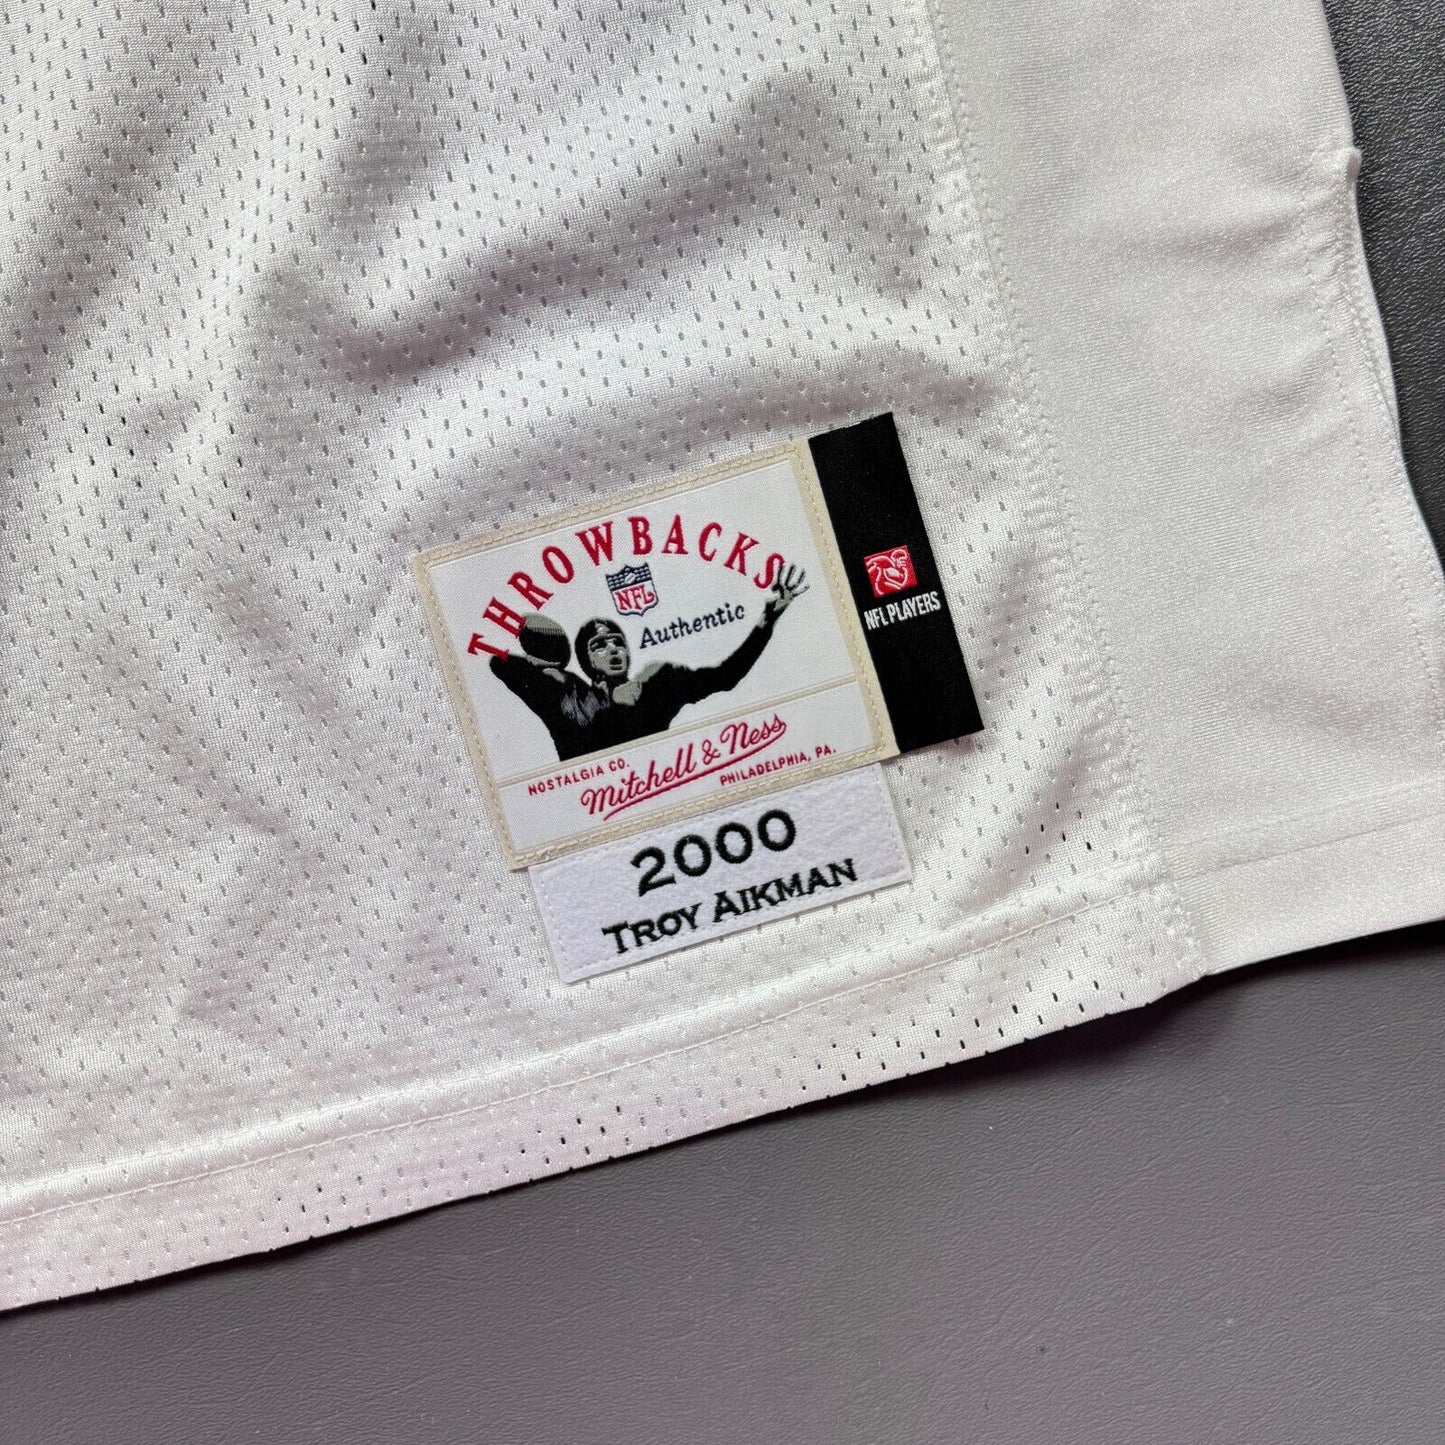 THROWBACKS
NFL
Authentic
NOSTALGIA CO.
Mitchell & Ness
PHILADELPHIA, PA.
NFL PLAYERS
2000
TROY AIKMAN